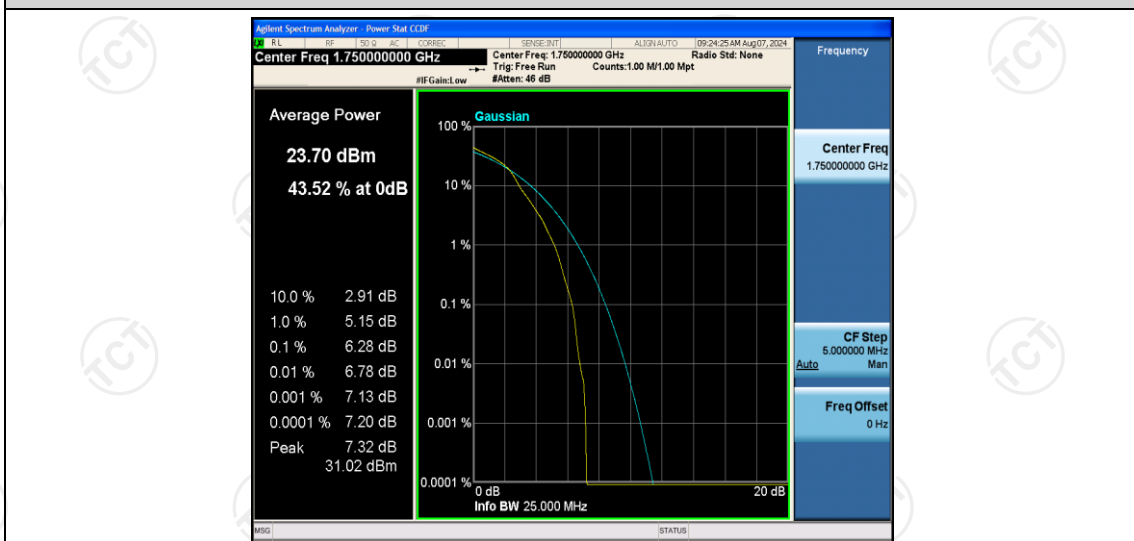 Agilent Spectrum Analyzer - Power Stat CCDF
LXI RL RF 50 Ω AC CORREC SENSE:INT ALIGN AUTO 09:24:25 AM Aug 07, 2024
Center Freq 1.750000000 GHz
Center Freq: 1.750000000 GHz Radio Std: None
Trig: Free Run Counts:1.00 M/1.00 Mpt
#IFGain:Low #Atten: 46 dB
Frequency
Average Power
23.70 dBm
43.52 % at 0dB
10.0 % 2.91 dB
1.0 % 5.15 dB
0.1 % 6.28 dB
0.01 % 6.78 dB
0.001 % 7.13 dB
0.0001 % 7.20 dB
Peak 7.32 dB
31.02 dBm
Gaussian
100 %
10 %
1 %
0.1 %
0.01 %
0.001 %
0.0001 %
0 dB 20 dB
Info BW 25.000 MHz
Center Freq
1.750000000 GHz
CF Step
5.000000 MHz
Auto Man
Freq Offset
0 Hz
MSG STATUS
TCT
TCT
TCT
TCT